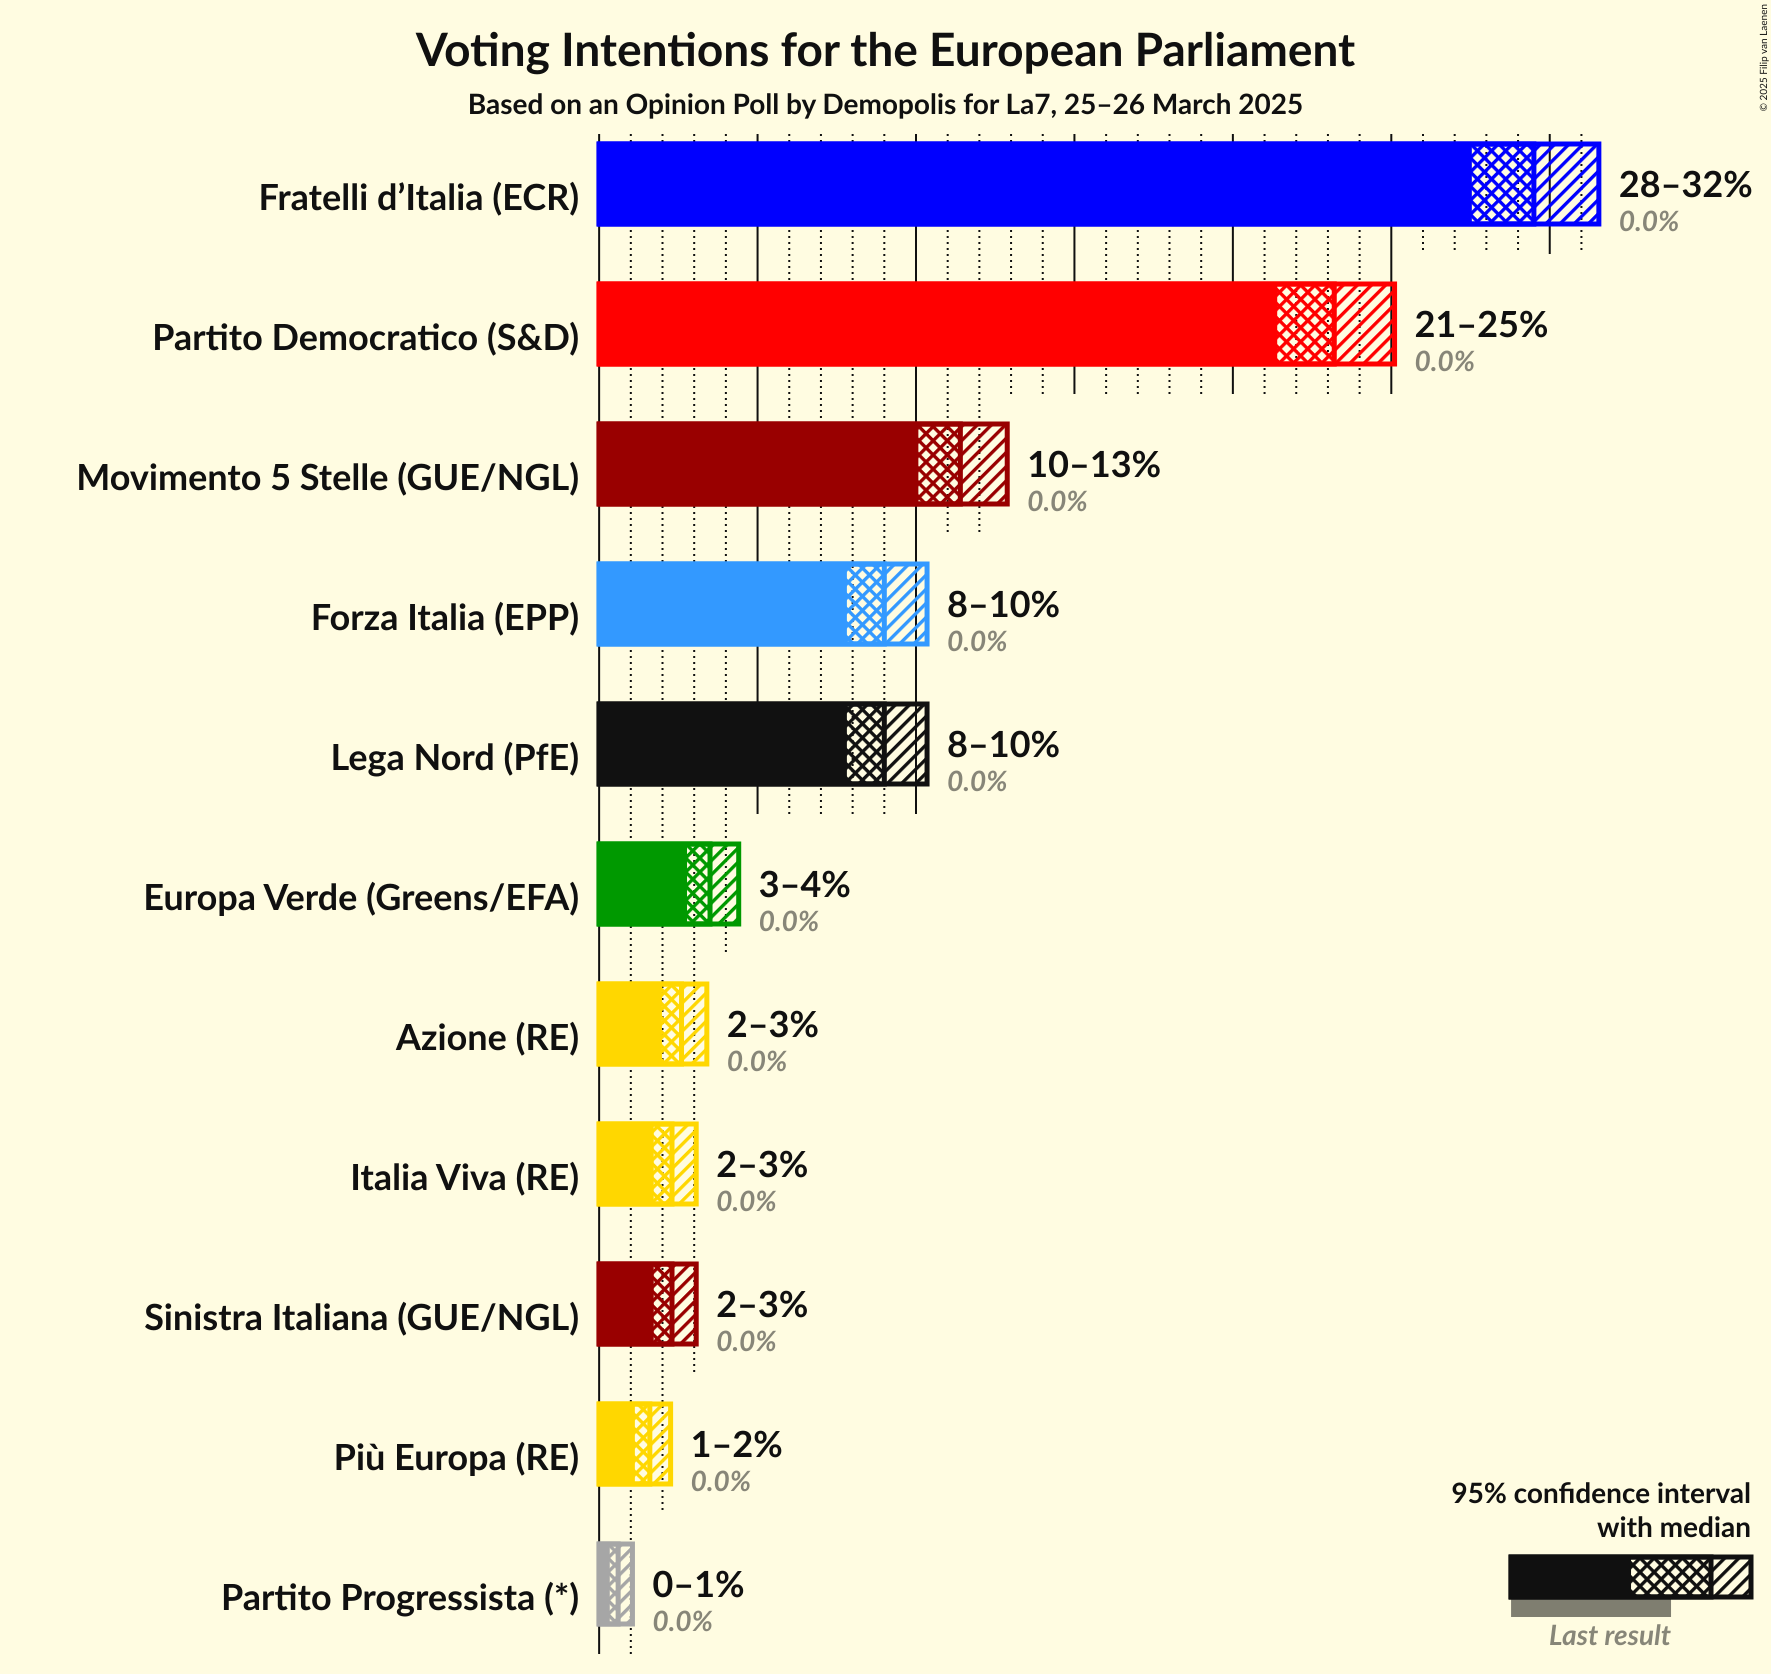 Voting Intentions for the European Parliament
Based on an Opinion Poll by Demopolis for La7, 25–26 March 2025
© 2025 Filip van Laenen
Fratelli d’Italia (ECR)
28–32%
0.0%
Partito Democratico (S&D)
21–25%
0.0%
Movimento 5 Stelle (GUE/NGL)
10–13%
0.0%
Forza Italia (EPP)
8–10%
0.0%
Lega Nord (PfE)
8–10%
0.0%
Europa Verde (Greens/EFA)
3–4%
0.0%
Azione (RE)
2–3%
0.0%
Italia Viva (RE)
2–3%
0.0%
Sinistra Italiana (GUE/NGL)
2–3%
0.0%
Più Europa (RE)
1–2%
0.0%
Partito Progressista (*)
0–1%
0.0%
95% confidence interval
with median
Last result